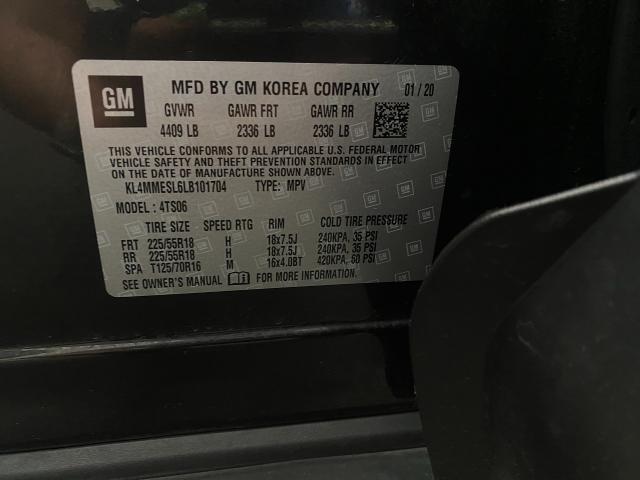 GM
MFD BY GM KOREA COMPANY 01/20
GVWR GAWR FRT GAWR RR
4409 LB 2336 LB 2336 LB
THIS VEHICLE CONFORMS TO ALL APPLICABLE U.S. FEDERAL MOTOR
VEHICLE SAFETY AND THEFT PREVENTION STANDARDS IN EFFECT
ON THE DATE OF MANUFACTURE SHOWN ABOVE.
KL4MMESL6LB101704 TYPE: MPV
MODEL: 4TS06
TIRE SIZE SPEED RTG RIM COLD TIRE PRESSURE
FRT 225/55R18 H 18x7.5J 240KPA, 35 PSI
RR 225/55R18 H 18x7.5J 240KPA, 35 PSI
SPA T125/70R16 M 16x4.0BT 420KPA, 60 PSI
SEE OWNER'S MANUAL FOR MORE INFORMATION.